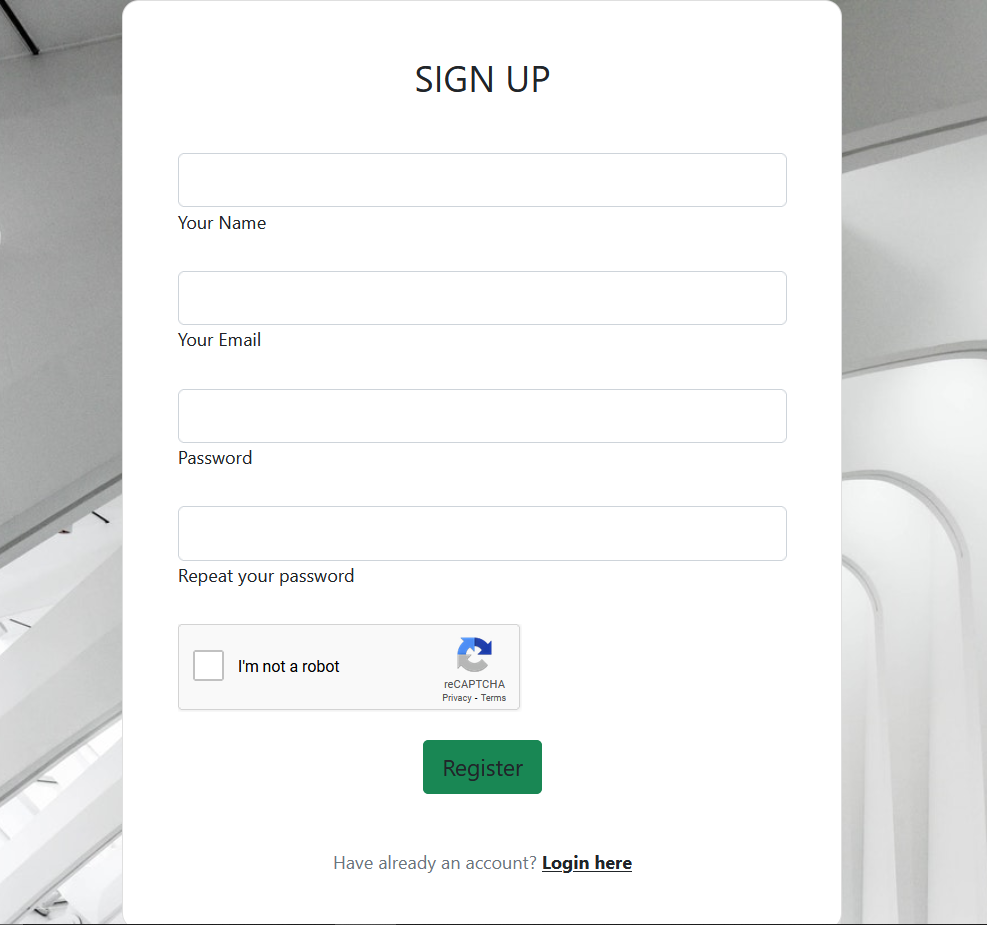 SIGN UP
Your Name
Your Email
Password
Repeat your password
I'm not a robot
reCAPTCHA
Privacy - Terms
Register
Have already an account? Login here